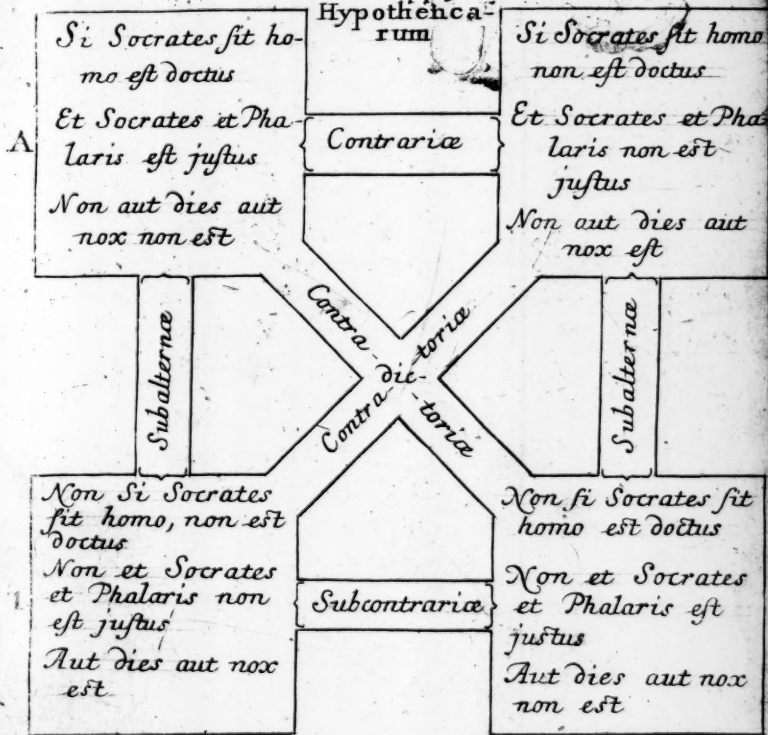 Hypothetica-
rum
Si Socrates ſit ho-
mo eſt doctus
Et Socrates et Pha-
laris eſt juſtus
Non aut dies aut
nox non est
A
Contrariæ
Si Socrates ſit homo
non eſt doctus
Et Socrates et Pha
laris non est
juſtus
Non aut dies aut
nox eſt
Subalternæ
Contra-
dic-
toriæ
Contra-
toriæ
Subalternæ
Non Si Socrates
ſit homo, non est
doctus
Non et Socrates
et Phalaris non
eſt juſtus
Aut dies aut nox
est
Subcontrariæ
Non ſi Socrates ſit
homo est doctus
Non et Socrates
et Phalaris eſt
justus
Aut dies aut nox
non est